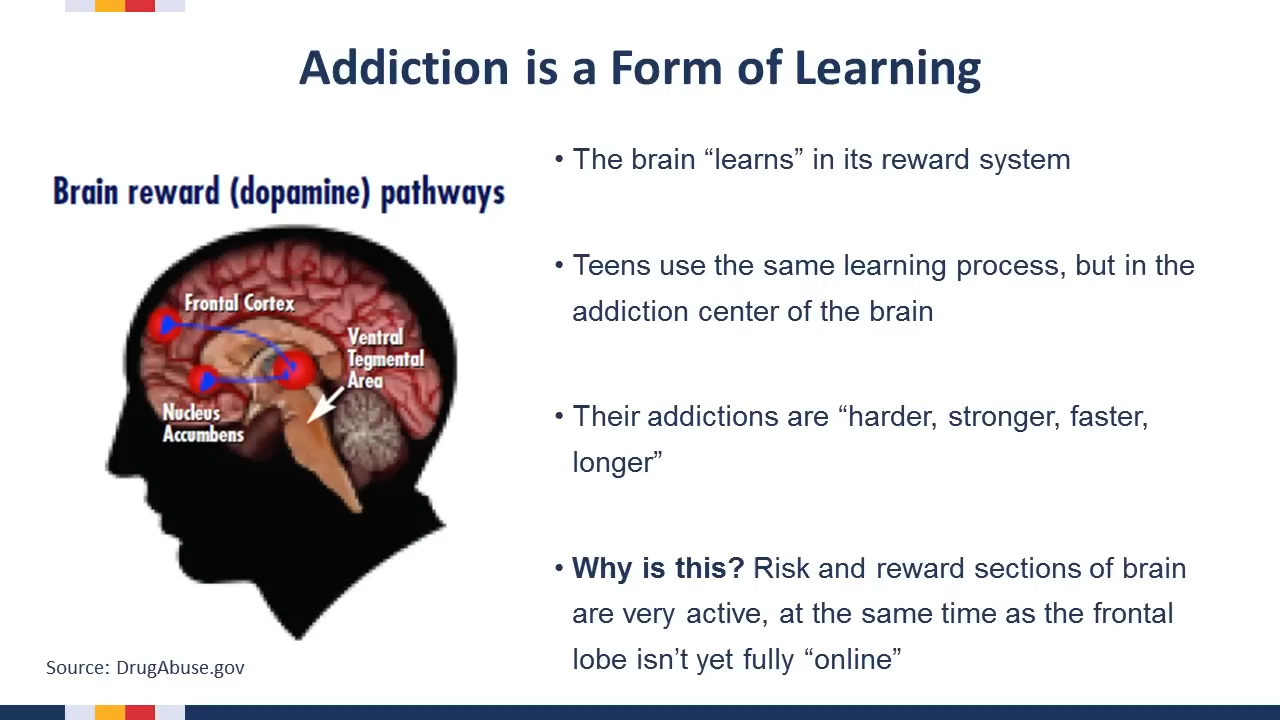 Addiction is a Form of Learning
Brain reward (dopamine) pathways
Frontal Cortex
Ventral
Tegmental
Area
Nucleus
Accumbens
Source: DrugAbuse.gov
• The brain “learns” in its reward system
• Teens use the same learning process, but in the
addiction center of the brain
• Their addictions are “harder, stronger, faster,
longer”
• Why is this? Risk and reward sections of brain
are very active, at the same time as the frontal
lobe isn’t yet fully “online”